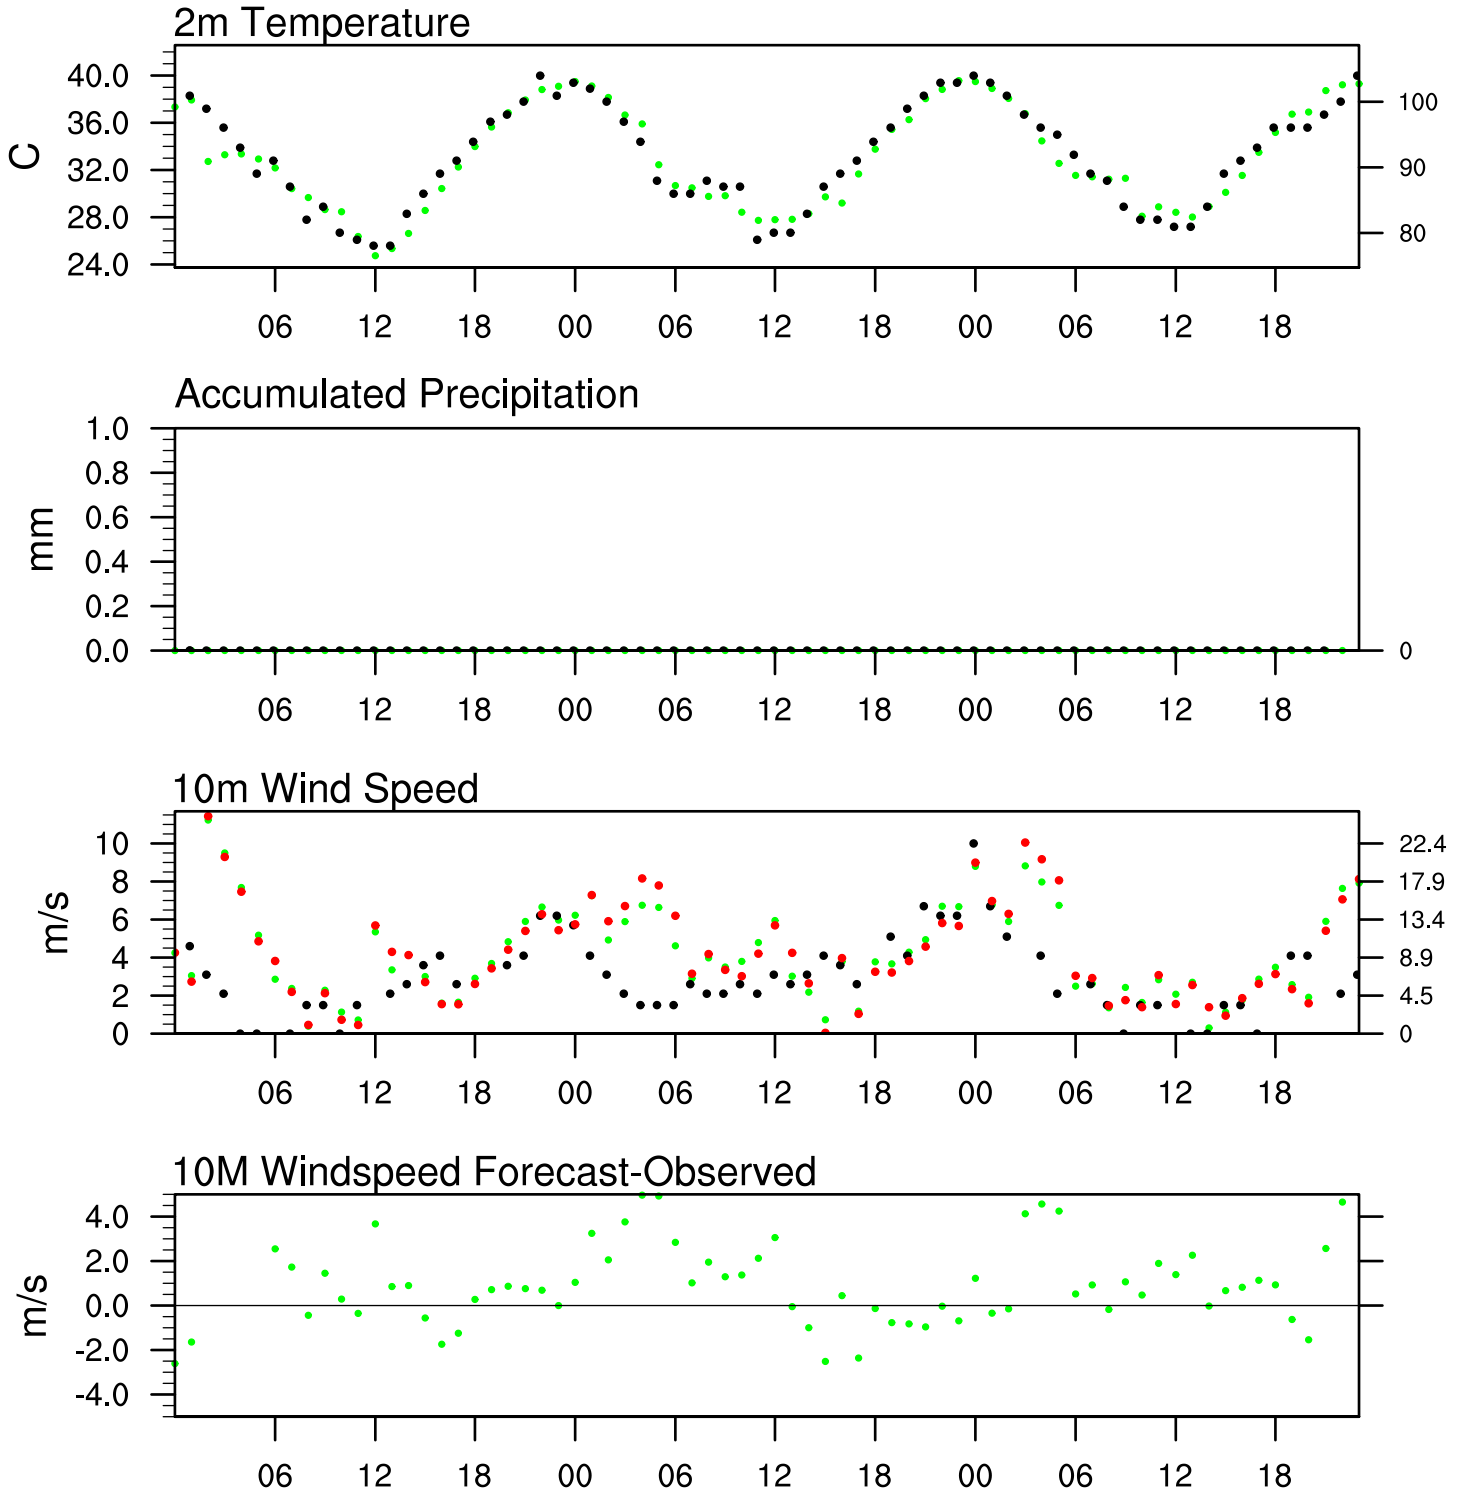 2m Temperature
40.0
36.0
32.0
28.0
24.0
C
100
90
80
06 12 18 00 06 12 18 00 06 12 18
Accumulated Precipitation
1.0
0.8
0.6
0.4
0.2
0.0
mm
0
06 12 18 00 06 12 18 00 06 12 18
10m Wind Speed
10
8
6
4
2
0
m/s
22.4
17.9
13.4
8.9
4.5
0
06 12 18 00 06 12 18 00 06 12 18
10M Windspeed Forecast-Observed
4.0
2.0
0.0
-2.0
-4.0
m/s
06 12 18 00 06 12 18 00 06 12 18